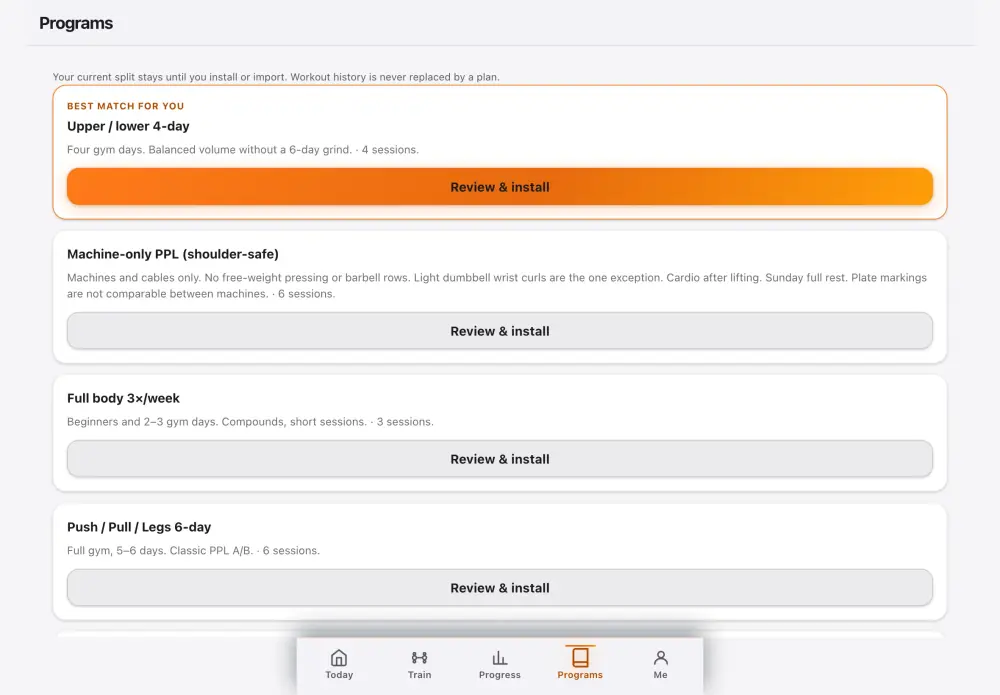 Programs
Your current split stays until you install or import. Workout history is never replaced by a plan.
BEST MATCH FOR YOU
Upper / lower 4-day
Four gym days. Balanced volume without a 6-day grind. · 4 sessions.
Review & install
Machine-only PPL (shoulder-safe)
Machines and cables only. No free-weight pressing or barbell rows. Light dumbbell wrist curls are the one exception. Cardio after lifting. Sunday full rest. Plate markings
are not comparable between machines. · 6 sessions.
Review & install
Full body 3×/week
Beginners and 2–3 gym days. Compounds, short sessions. · 3 sessions.
Review & install
Push / Pull / Legs 6-day
Full gym, 5–6 days. Classic PPL A/B. · 6 sessions.
Review & install
Today
Train
Progress
Programs
Me